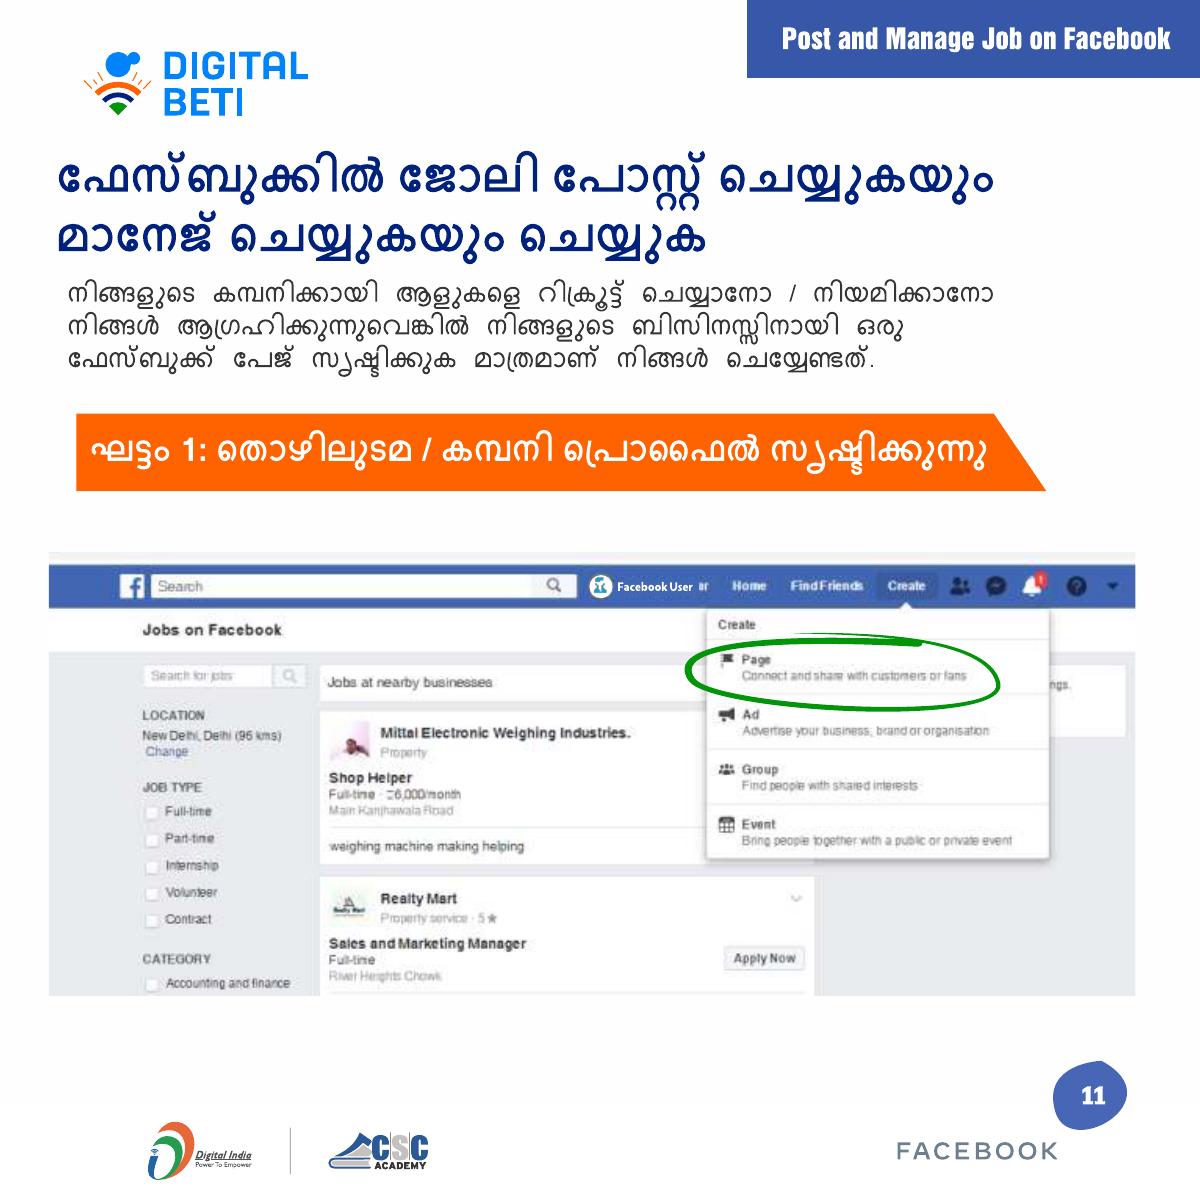 Post and Manage Job on Facebook
DIGITAL
BETI
ഫേസ്ബുക്കിൽ ജോലി പോസ്റ്റ് ചെയ്യുകയും
മാനേജ് ചെയ്യുകയും ചെയ്യുക
നിങ്ങളുടെ കമ്പനിക്കായി ആളുകളെ റിക്രൂട്ട് ചെയ്യാനോ / നിയമിക്കാനോ
നിങ്ങൾ ആഗ്രഹിക്കുന്നുവെങ്കിൽ നിങ്ങളുടെ ബിസിനസ്സിനായി ഒരു
ഫേസ്ബുക്ക് പേജ് സൃഷ്ടിക്കുക മാത്രമാണ് നിങ്ങൾ ചെയ്യേണ്ടത്.
ഘട്ടം 1: തൊഴിലുടമ / കമ്പനി പ്രൊഫൈൽ സൃഷ്ടിക്കുന്നു
Search Facebook User Home Find Friends Create 1
Jobs on Facebook
Create
Page
Connect and share with customers or fans
Ad
Advertise your business, brand or organisation
Group
Find people with shared interests
Event
Bring people together with a public or private event
ngs.
Search for jobs
LOCATION
New Delhi, Delhi (96 kms)
Change
JOB TYPE
Full-time
Part-time
Internship
Volunteer
Contract
CATEGORY
Accounting and finance
Jobs at nearby businesses
Mittal Electronic Weighing Industries.
Property
Shop Helper
Full-time · 6,000/month
Main Kanjhawala Road
weighing machine making helping
Realty Mart
Property service · 5★
Sales and Marketing Manager
Full-time
River Heights Chowk
Apply Now
11
Digital India
Power To Empower
CSC
ACADEMY
FACEBOOK